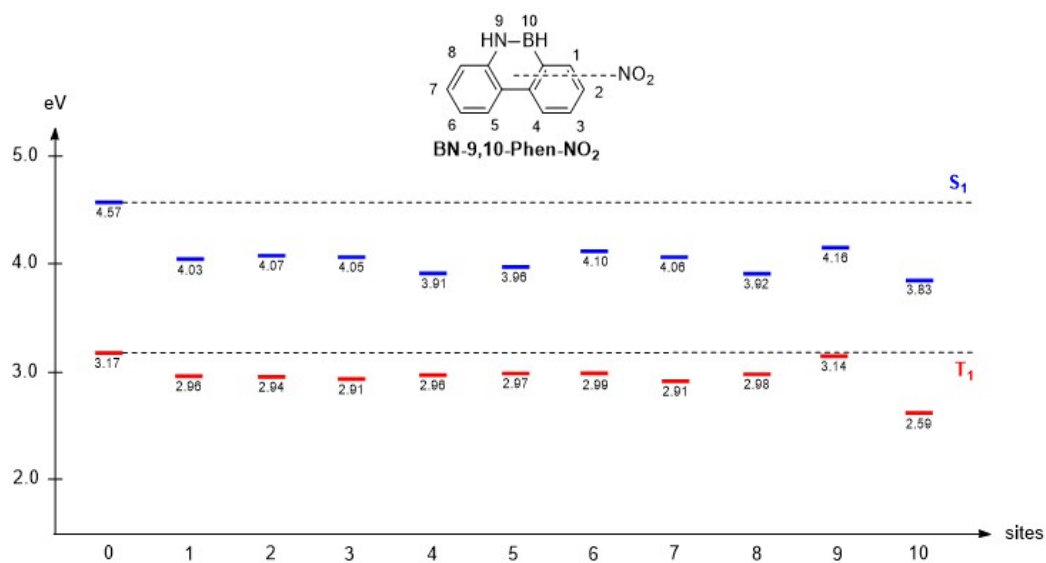 9 10
HN—BH
8 1
NO2
7 2
6 5 4 3
BN-9,10-Phen-NO2
eV
5.0
S1
4.57
4.0
4.03 4.07 4.05 3.91 3.96 4.10 4.06 3.92 4.16 3.83
3.17
3.0
T1
2.96 2.94 2.91 2.96 2.97 2.99 2.91 2.98 3.14 2.59
2.0
sites
0 1 2 3 4 5 6 7 8 9 10